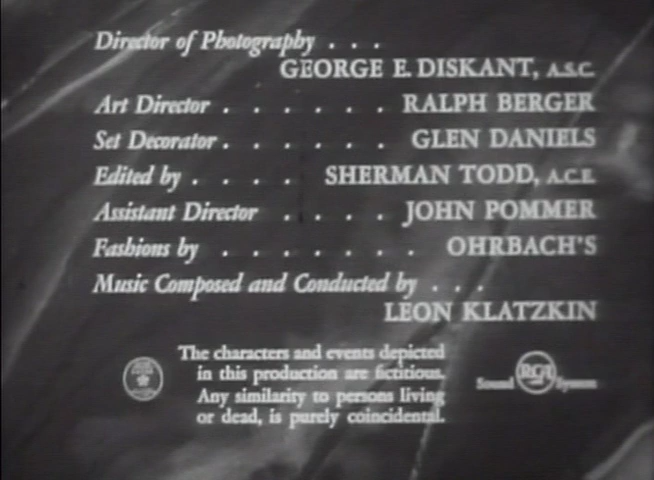 Director of Photography . . .
GEORGE E. DISKANT, A.S.C.
Art Director . . . . . . RALPH BERGER
Set Decorator . . . . . . GLEN DANIELS
Edited by . . . . SHERMAN TODD, A.C.E.
Assistant Director . . . . JOHN POMMER
Fashions by . . . . . . . OHRBACH'S
Music Composed and Conducted by . . .
LEON KLATZKIN
The characters and events depicted
in this production are fictitious.
Any similarity to persons living
or dead, is purely coincidental.
Sound RCA System